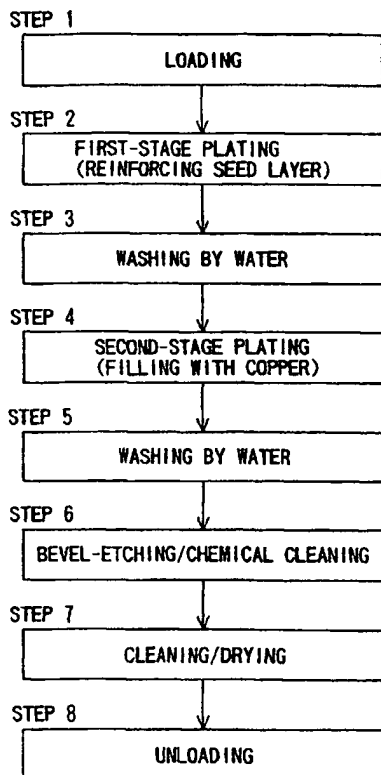 STEP 1
LOADING
STEP 2
FIRST-STAGE PLATING
(REINFORCING SEED LAYER)
STEP 3
WASHING BY WATER
STEP 4
SECOND-STAGE PLATING
(FILLING WITH COPPER)
STEP 5
WASHING BY WATER
STEP 6
BEVEL-ETCHING/CHEMICAL CLEANING
STEP 7
CLEANING/DRYING
STEP 8
UNLOADING